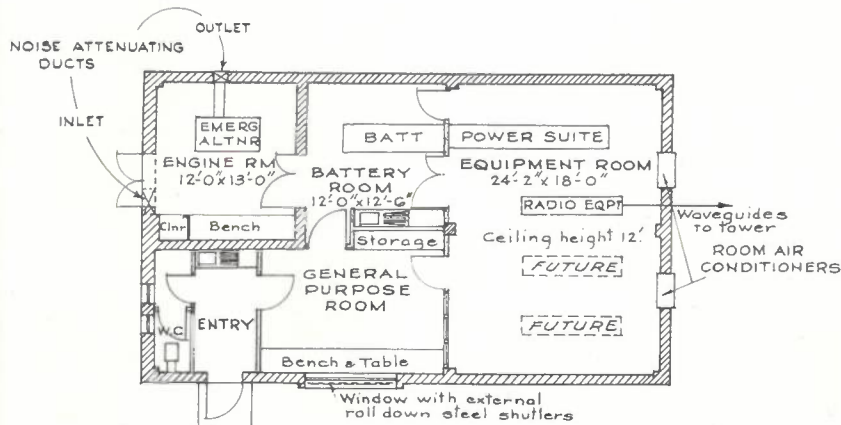 OUTLET
NOISE ATTENUATING
DUCTS
INLET
EMERG
ALTNR
ENGINE RM
12'-0"x13'-0"
BATT
POWER SUITE
BATTERY
ROOM
12'-0"x12'-6"
EQUIPMENT ROOM
24'-2"x18'-0"
RADIO EQPT
Waveguides
to tower
ROOM AIR
CONDITIONERS
Clnr
Bench
Storage
Ceiling height 12'.
FUTURE
FUTURE
GENERAL
PURPOSE
ROOM
ENTRY
W.C.
Bench & Table
Window with external
roll down steel shutters